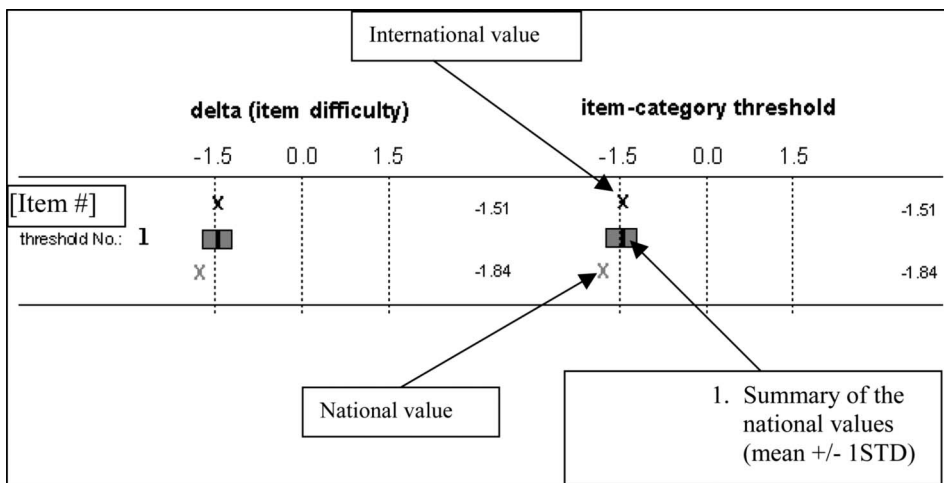 International value
delta (item difficulty)
item-category threshold
-1.5 0.0 1.5
-1.5 0.0 1.5
[Item #]
x
-1.51
x
-1.51
threshold No.: 1
x
-1.84
x
-1.84
National value
1. Summary of the
national values
(mean +/- 1STD)